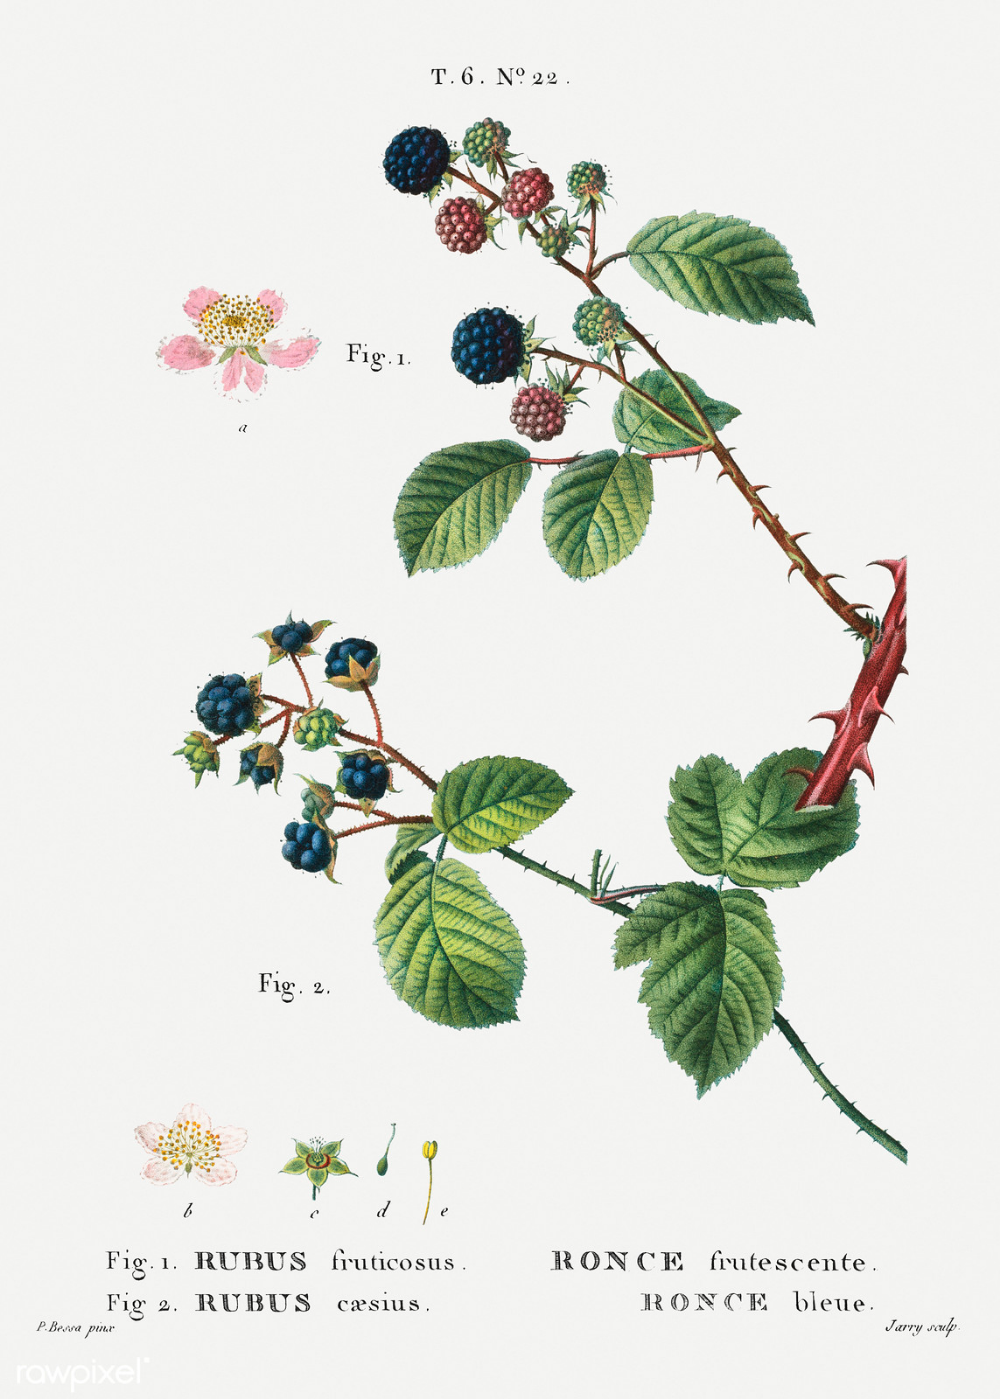 T. 6. Nº. 22.
Fig. 1.
a
Fig. 2.
b c d e
Fig. 1. RUBUS fruticosus. RONCE frutescente.
Fig 2. RUBUS cæsius. RONCE bleue.
P. Bessa pinx Jarry sculp.
rawpixel